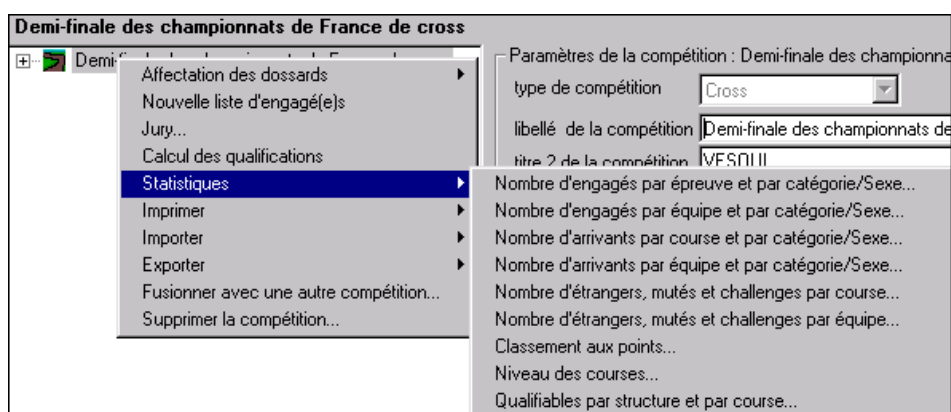 Demi-finale des championnats de France de cross
Demi-
Paramètres de la compétition : Demi-finale des championna
type de compétition
Cross
libellé de la compétition
Demi-finale des championnats de
titre 2 de la compétition
VESOUL
Affectation des dossards
Nouvelle liste d'engagé(e)s
Jury...
Calcul des qualifications
Statistiques
Imprimer
Importer
Exporter
Fusionner avec une autre compétition...
Supprimer la compétition...
Nombre d'engagés par épreuve et par catégorie/Sexe...
Nombre d'engagés par équipe et par catégorie/Sexe...
Nombre d'arrivants par course et par catégorie/Sexe...
Nombre d'arrivants par équipe et par catégorie/Sexe...
Nombre d'étrangers, mutés et challenges par course...
Nombre d'étrangers, mutés et challenges par équipe...
Classement aux points...
Niveau des courses...
Qualifiables par structure et par course...